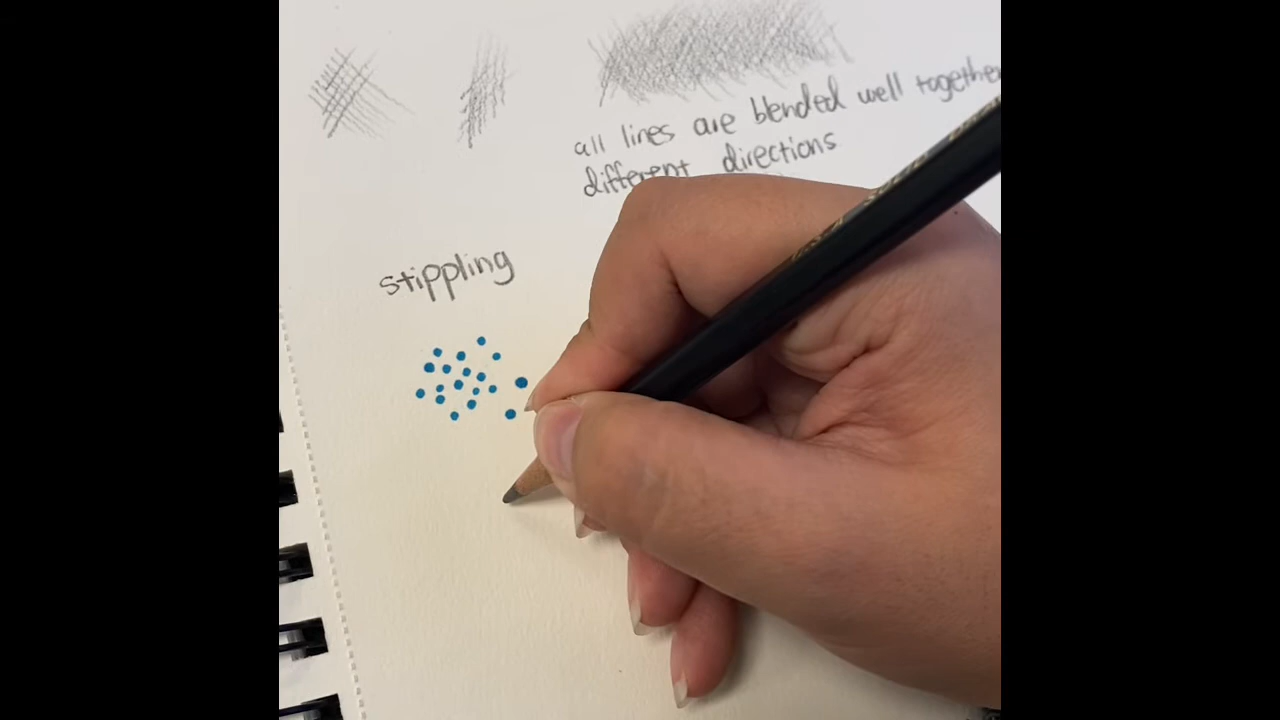 all lines are blended well together
different directions
stippling